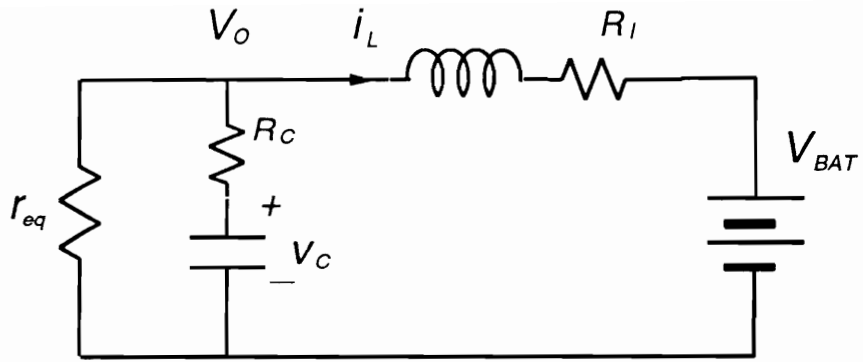 V_O i_L R_l
R_C
V_BAT
r_eq
+
V_C
_